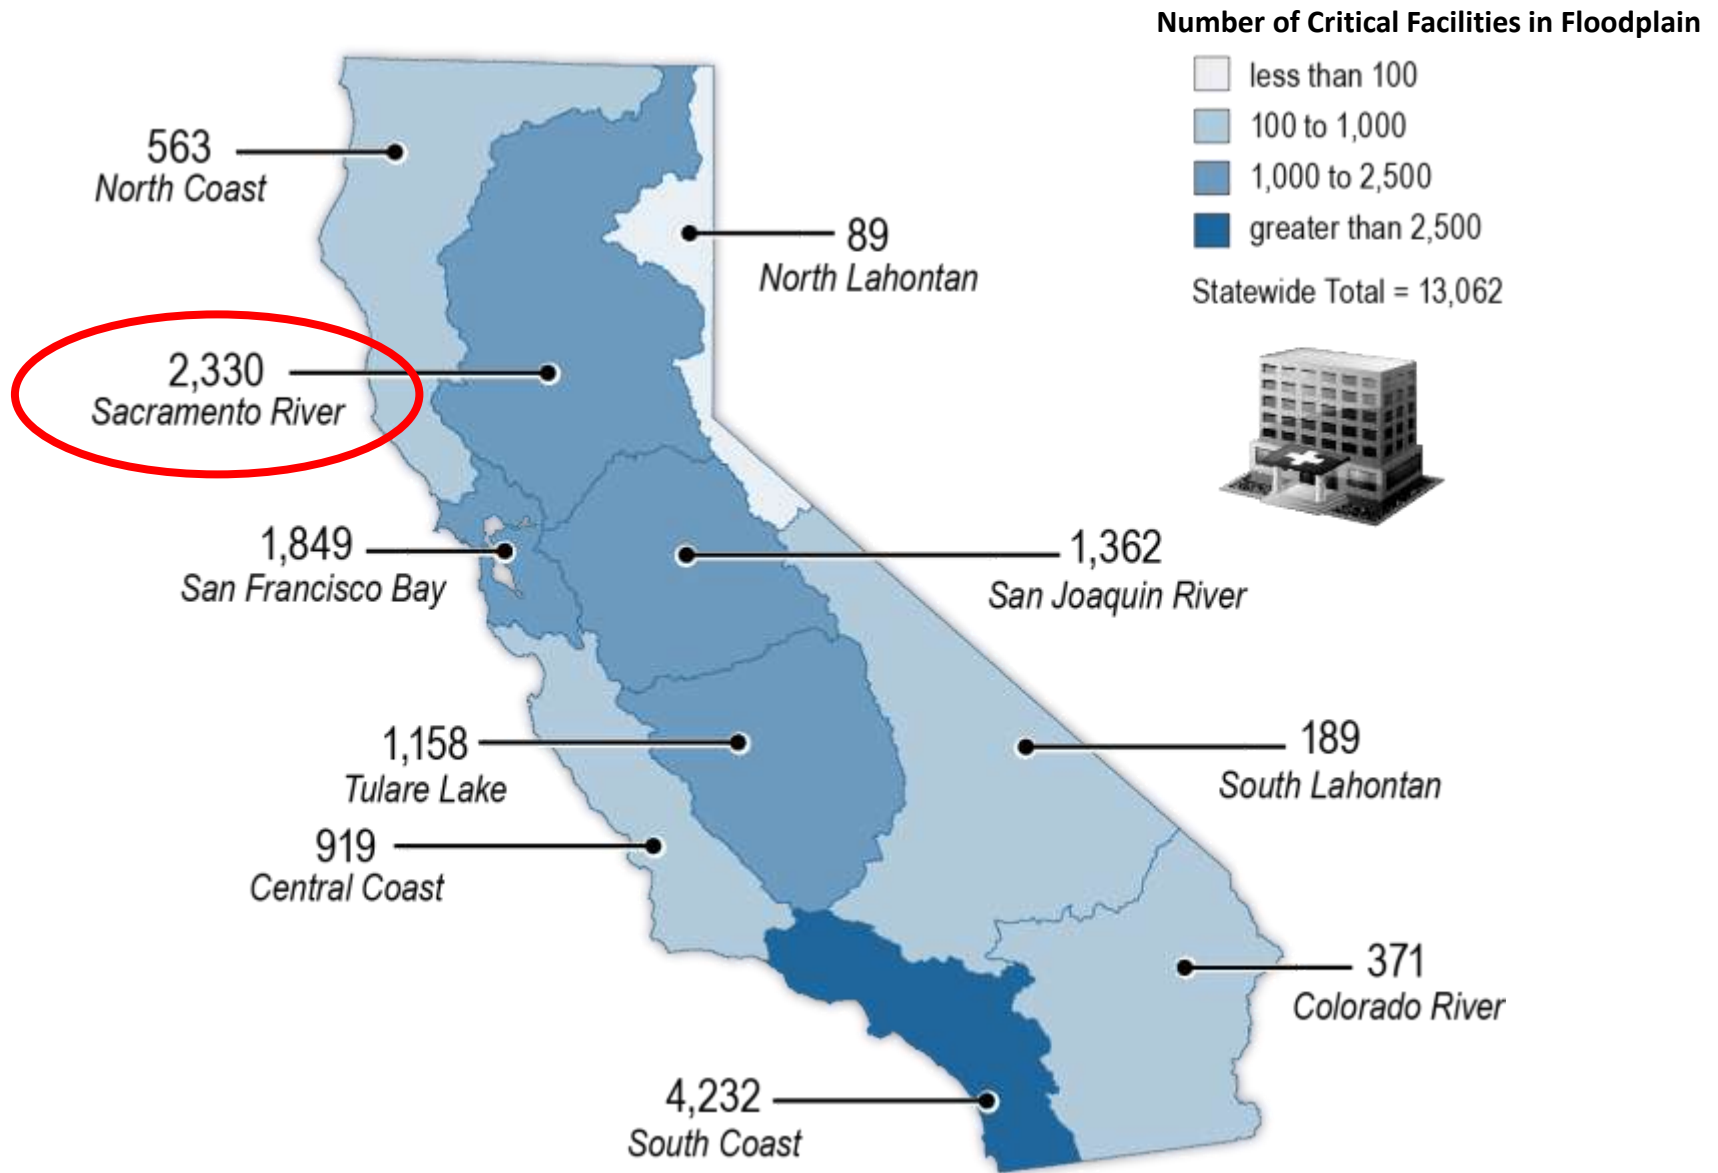 Number of Critical Facilities in Floodplain
less than 100
100 to 1,000
1,000 to 2,500
greater than 2,500
Statewide Total = 13,062
563
North Coast
89
North Lahontan
2,330
Sacramento River
1,849
San Francisco Bay
1,362
San Joaquin River
1,158
Tulare Lake
189
South Lahontan
919
Central Coast
371
Colorado River
4,232
South Coast